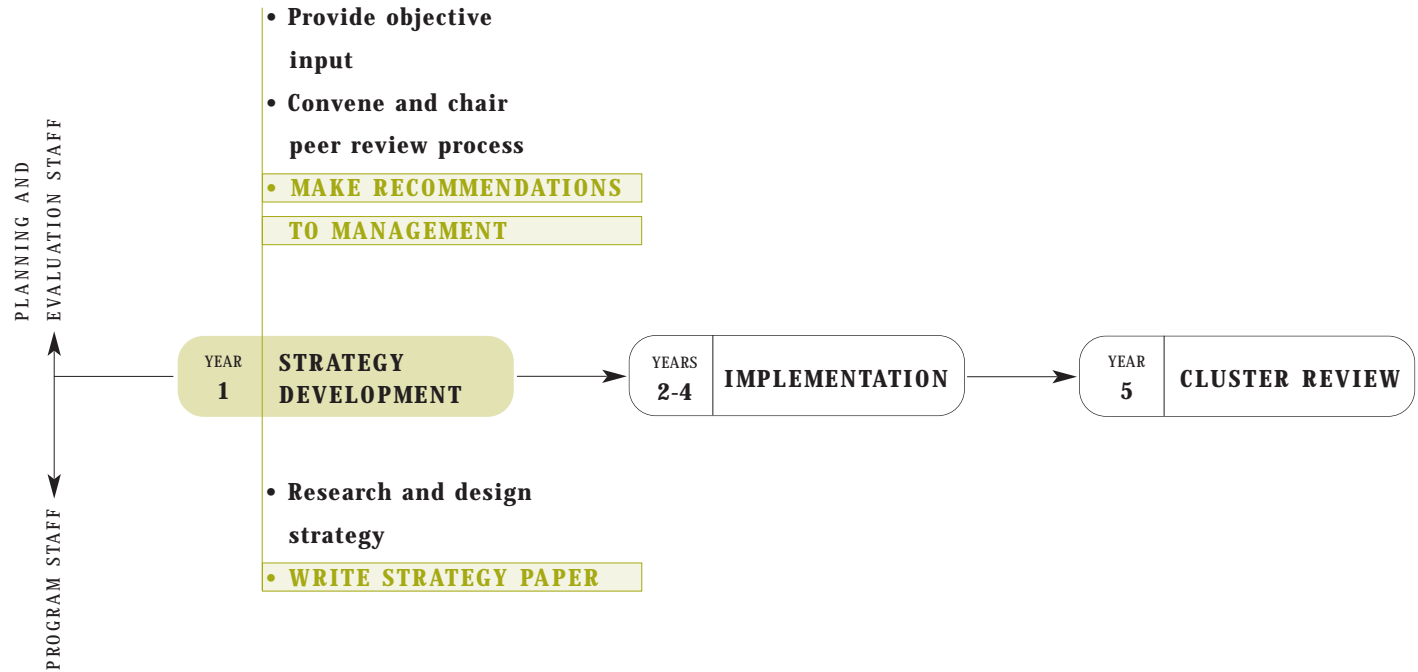 • Provide objective
input
• Convene and chair
peer review process
• MAKE RECOMMENDATIONS
TO MANAGEMENT
PLANNING AND
EVALUATION STAFF
YEAR
1
STRATEGY
DEVELOPMENT
YEARS
2-4
IMPLEMENTATION
YEAR
5
CLUSTER REVIEW
• Research and design
strategy
• WRITE STRATEGY PAPER
PROGRAM STAFF